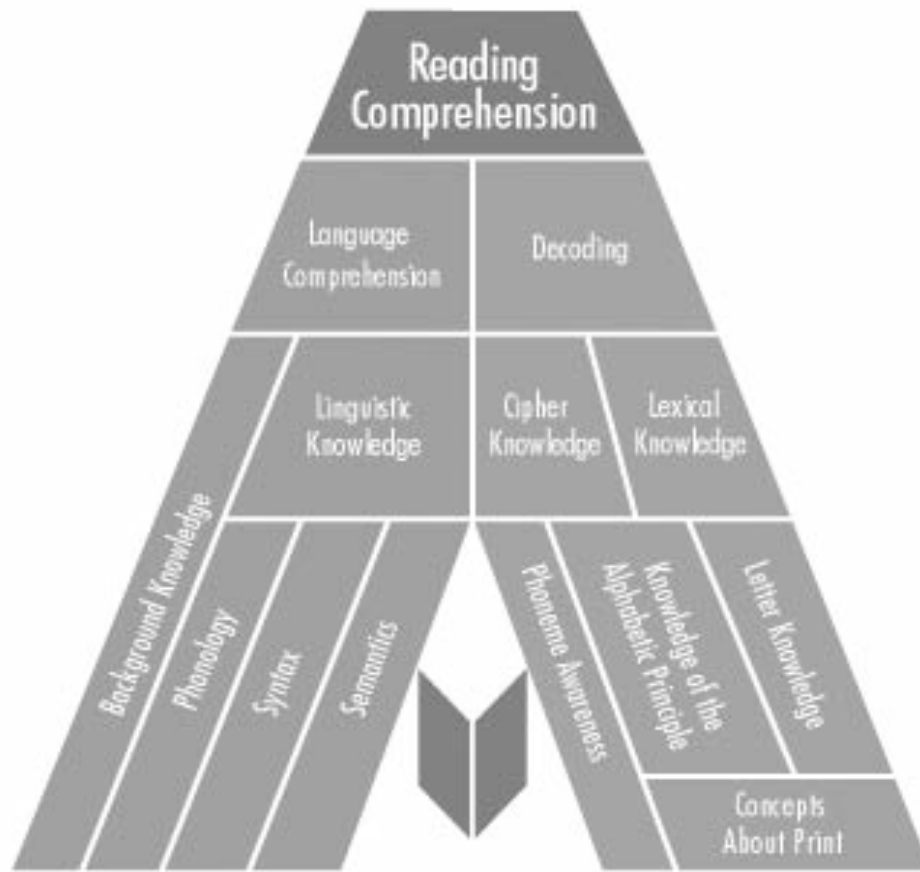 Reading
Comprehension
Language
Comprehension
Decoding
Linguistic
Knowledge
Cipher
Knowledge
Lexical
Knowledge
Background Knowledge
Phonology
Syntax
Semantics
Phoneme Awareness
Knowledge of the
Alphabetic Principle
Letter Knowledge
Concepts
About Print